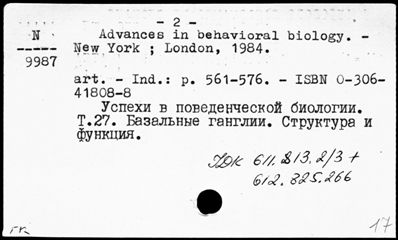 - 2 -
N Advances in behavioral biology. -
9987 New York ; London, 1984.
art. - Ind.: p. 561-576. - ISBN 0-306-
41808-8
Успехи в поведенческой биологии.
Т.27. Базальные ганглии. Структура и
функция.
УДК 611.813.2/3 +
612.825.266
гк
17